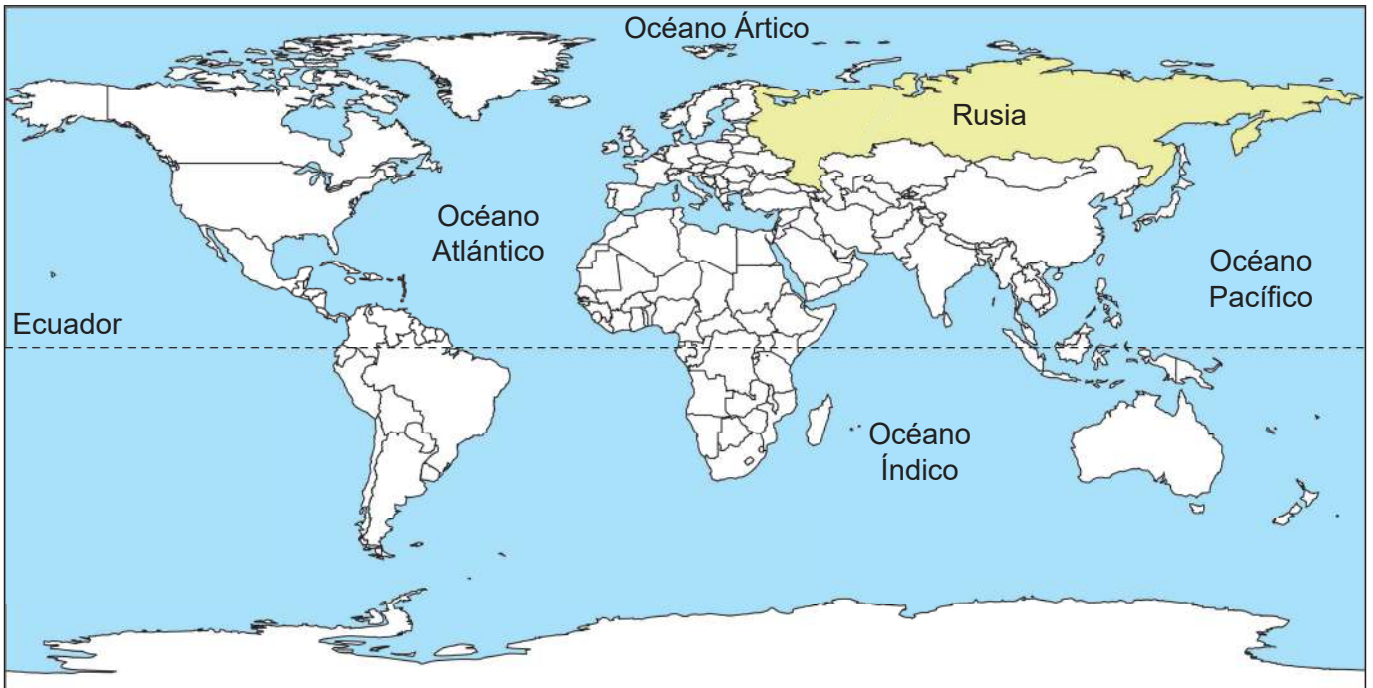 Océano Ártico
Rusia
Océano
Atlántico
Océano
Pacífico
Ecuador
Océano
Índico